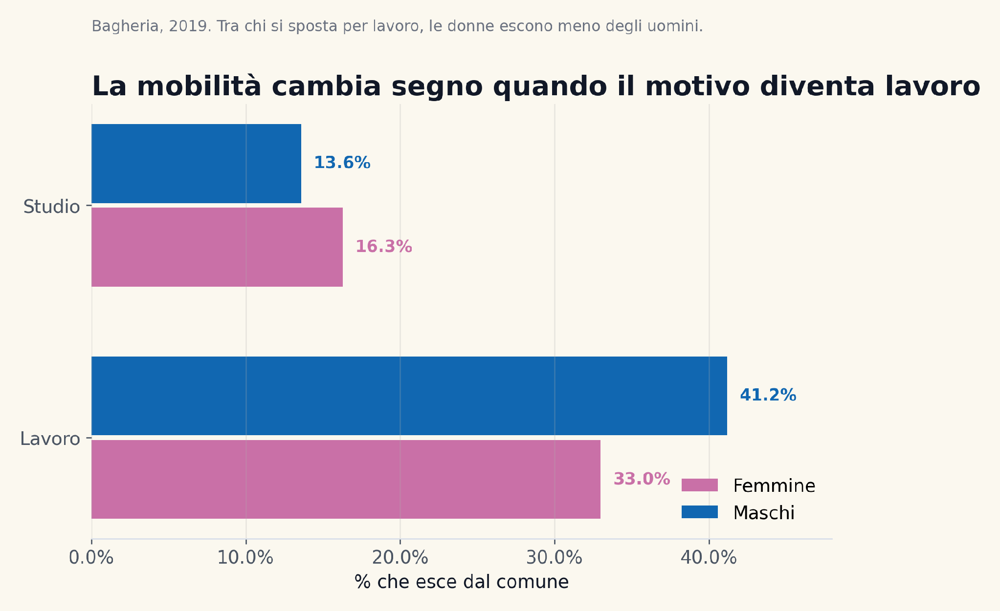 Bagheria, 2019. Tra chi si sposta per lavoro, le donne escono meno degli uomini.
La mobilità cambia segno quando il motivo diventa lavoro
13.6%
Studio
16.3%
41.2%
Lavoro
33.0%
Femmine
Maschi
0.0% 10.0% 20.0% 30.0% 40.0%
% che esce dal comune